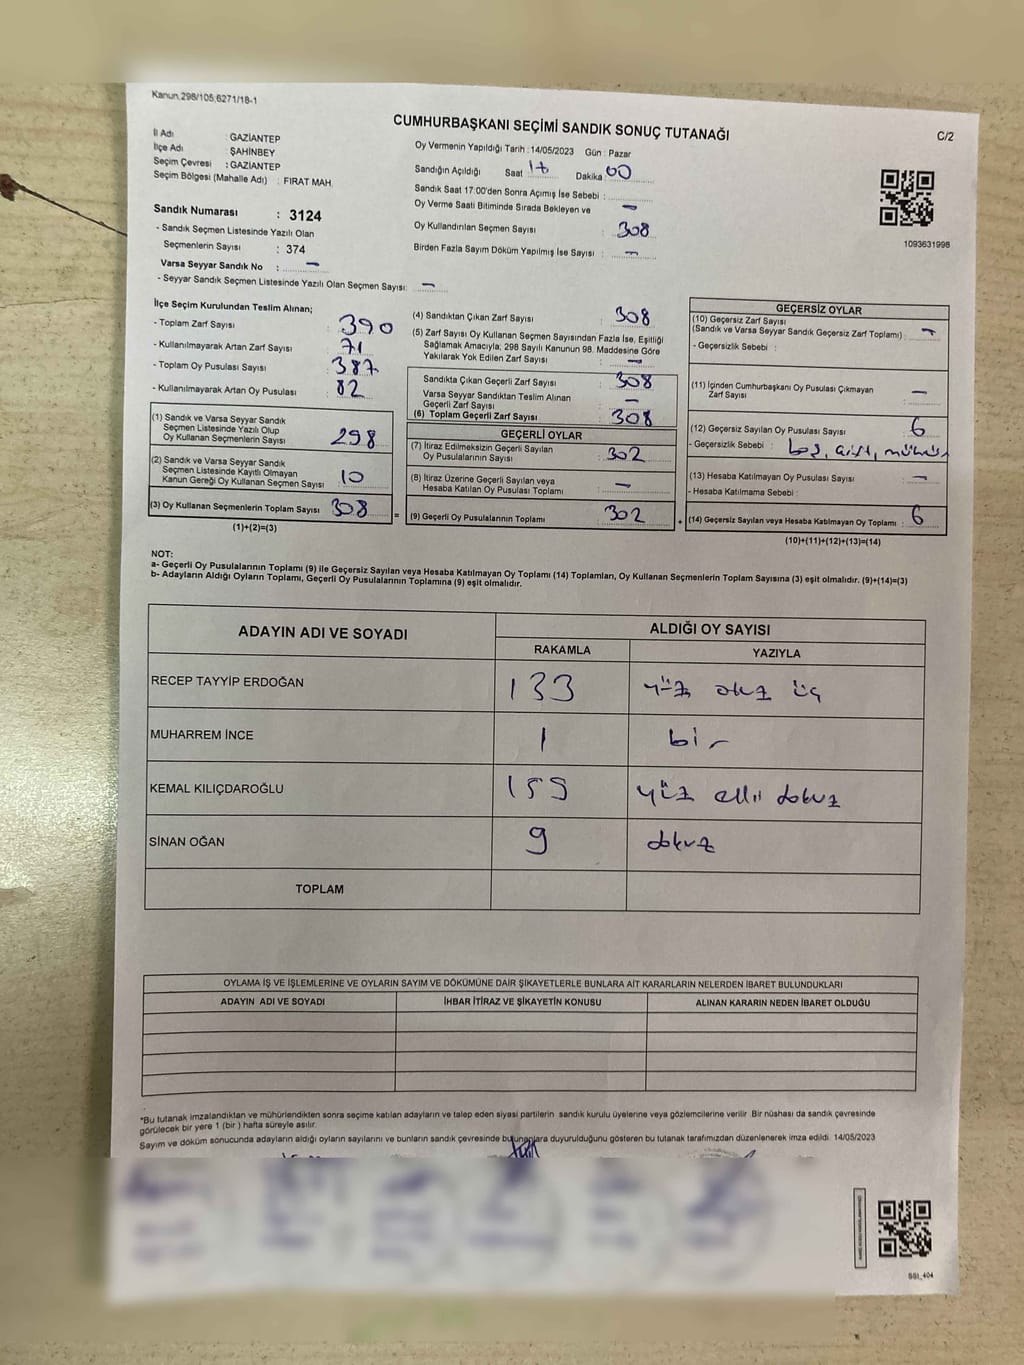 Kanun 298/105,6271/18-1
CUMHURBAŞKANI SEÇİMİ SANDIK SONUÇ TUTANAĞI
C/2
İl Adı : GAZİANTEP
İlçe Adı : ŞAHİNBEY
Seçim Çevresi : GAZİANTEP
Seçim Bölgesi (Mahalle Adı) : FIRAT MAH.
Oy Vermenin Yapıldığı Tarih : 14/05/2023 Gün : Pazar
Sandığın Açıldığı Saat 17 Dakika 00
Sandık Saat 17:00'den Sonra Açımış İse Sebebi :
Oy Verme Saati Bitiminde Sırada Bekleyen ve –
Oy Kullandırılan Seçmen Sayısı : 308
Birden Fazla Sayım Döküm Yapılmış İse Sayısı : –
1093631996
Sandık Numarası : 3124
- Sandık Seçmen Listesinde Yazılı Olan
Seçmenlerin Sayısı : 374
Varsa Seyyar Sandık No : –
- Seyyar Sandık Seçmen Listesinde Yazılı Olan Seçmen Sayısı: –
İlçe Seçim Kurulundan Teslim Alınan;
- Toplam Zarf Sayısı 390
- Kullanılmayarak Artan Zarf Sayısı 71
- Toplam Oy Pusulası Sayısı 387
- Kullanılmayarak Artan Oy Pusulası 82
(1) Sandık ve Varsa Seyyar Sandık
Seçmen Listesinde Yazılı Olup
Oy Kullanan Seçmenlerin Sayısı 298
(2) Sandık ve Varsa Seyyar Sandık
Seçmen Listesinde Kayıtlı Olmayan
Kanun Gereği Oy Kullanan Seçmen Sayısı 10
(3) Oy Kullanan Seçmenlerin Toplam Sayısı 308 =
(1)+(2)=(3)
(4) Sandıktan Çıkan Zarf Sayısı : 308
(5) Zarf Sayısı Oy Kullanan Seçmen Sayısından Fazla İse, Eşitliği
Sağlamak Amacıyla, 298 Sayılı Kanunun 98. Maddesine Göre
Yakılarak Yok Edilen Zarf Sayısı : –
Sandıkta Çıkan Geçerli Zarf Sayısı : 308
Varsa Seyyar Sandıktan Teslim Alınan
Geçerli Zarf Sayısı : –
(6) Toplam Geçerli Zarf Sayısı : 308
GEÇERLİ OYLAR
(7) İtiraz Edilmeksizin Geçerli Sayılan
Oy Pusulalarının Sayısı : 302
(8) İtiraz Üzerine Geçerli Sayılan veya
Hesaba Katılan Oy Pusulası Toplamı : –
(9) Geçerli Oy Pusulalarının Toplamı : 302 +
GEÇERSİZ OYLAR
(10) Geçersiz Zarf Sayısı
(Sandık ve Varsa Seyyar Sandık Geçersiz Zarf Toplamı) : –
- Geçersizlik Sebebi :
(11) İçinden Cumhurbaşkanı Oy Pusulası Çıkmayan
Zarf Sayısı : –
(12) Geçersiz Sayılan Oy Pusulası Sayısı : 6
- Geçersizlik Sebebi :
(13) Hesaba Katılmayan Oy Pusulası Sayısı : –
- Hesaba Katılmama Sebebi :
(14) Geçersiz Sayılan veya Hesaba Katılmayan Oy Toplamı : 6
(10)+(11)+(12)+(13)=(14)
NOT:
a- Geçerli Oy Pusulalarının Toplamı (9) ile Geçersiz Sayılan veya Hesaba Katılmayan Oy Toplamı (14) Toplamları, Oy Kullanan Seçmenlerin Toplam Sayısına (3) eşit olmalıdır. (9)+(14)=(3)
b- Adayların Aldığı Oyların Toplamı, Geçerli Oy Pusulalarının Toplamına (9) eşit olmalıdır.
ADAYIN ADI VE SOYADI
ALDIĞI OY SAYISI
RAKAMLA YAZIYLA
RECEP TAYYİP ERDOĞAN 133 yüz otuz üç
MUHARREM İNCE 1 bir
KEMAL KILIÇDAROĞLU 159 yüz elli dokuz
SİNAN OĞAN 9 dokuz
TOPLAM
OYLAMA İŞ VE İŞLEMLERİNE VE OYLARIN SAYIM VE DÖKÜMÜNE DAİR ŞİKAYETLERLE BUNLARA AİT KARARLARIN NELERDEN İBARET BULUNDUKLARI
ADAYIN ADI VE SOYADI İHBAR İTİRAZ VE ŞİKAYETİN KONUSU ALINAN KARARIN NEDEN İBARET OLDUĞU
*Bu tutanak imzalandıktan ve mühürlendikten sonra seçime katılan adayların ve talep eden siyasi partilerin sandık kurulu üyelerine veya gözlemcilerine verilir. Bir nüshası da sandık çevresinde
görülecek bir yere 1 (bir) hafta süreyle asılır.
Sayım ve döküm sonucunda adayların aldığı oyların sayılarını ve bunların sandık çevresinde bulunanlara duyurulduğunu gösteren bu tutanak tarafımızdan düzenlenerek imza edildi. 14/05/2023
SSI_404